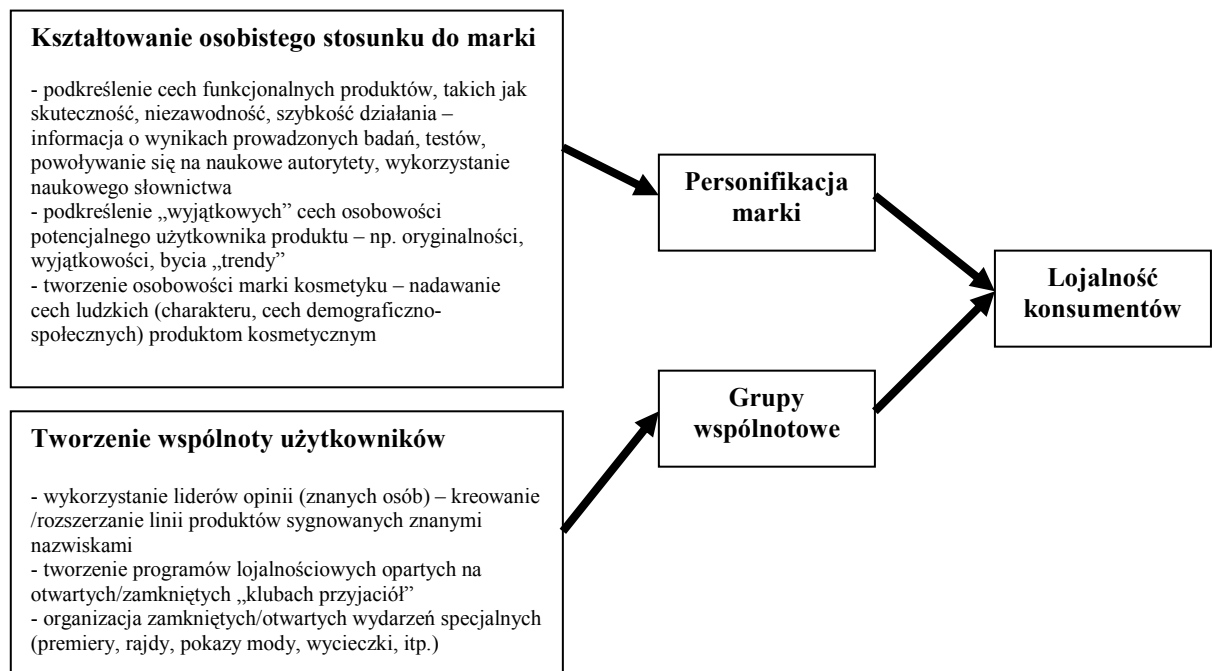 Kształtowanie osobistego stosunku do marki
- podkreślenie cech funkcjonalnych produktów, takich jak
skuteczność, niezawodność, szybkość działania –
informacja o wynikach prowadzonych badań, testów,
powoływanie się na naukowe autorytety, wykorzystanie
naukowego słownictwa
- podkreślenie „wyjątkowych” cech osobowości
potencjalnego użytkownika produktu – np. oryginalności,
wyjątkowości, bycia „trendy”
- tworzenie osobowości marki kosmetyku – nadawanie
cech ludzkich (charakteru, cech demograficzno-
społecznych) produktom kosmetycznym
Personifikacja
marki
Lojalność
konsumentów
Grupy
wspólnotowe
Tworzenie wspólnoty użytkowników
- wykorzystanie liderów opinii (znanych osób) – kreowanie
/rozszerzanie linii produktów sygnowanych znanymi
nazwiskami
- tworzenie programów lojalnościowych opartych na
otwartych/zamkniętych „klubach przyjaciół”
- organizacja zamkniętych/otwartych wydarzeń specjalnych
(premiery, rajdy, pokazy mody, wycieczki, itp.)